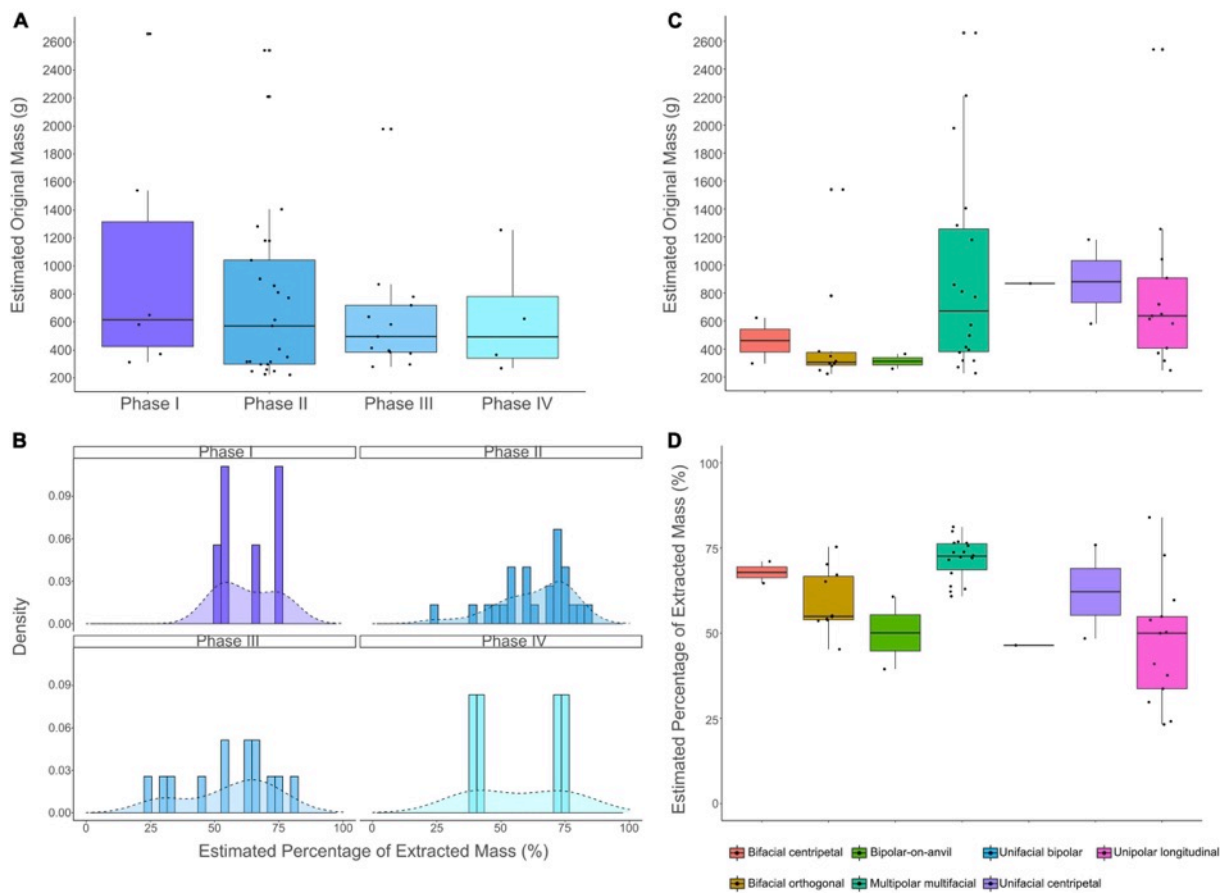 A
Estimated Original Mass (g)
2600
2400
2200
2000
1800
1600
1400
1200
1000
800
600
400
200
Phase I Phase II Phase III Phase IV
C
Estimated Original Mass (g)
2600
2400
2200
2000
1800
1600
1400
1200
1000
800
600
400
200
B
Phase I Phase II
Density
0.09
0.06
0.03
0.00
Phase III Phase IV
0.09
0.06
0.03
0.00
0 25 50 75 100 0 25 50 75 100
Estimated Percentage of Extracted Mass (%)
D
Estimated Percentage of Extracted Mass (%)
100
75
50
25
0
Bifacial centripetal Bipolar-on-anvil Unifacial bipolar Unipolar longitudinal
Bifacial orthogonal Multipolar multifacial Unifacial centripetal